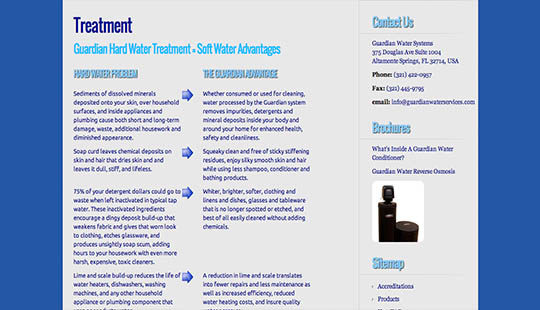 Treatment
Guardian Hard Water Treatment = Soft Water Advantages
HARD WATER PROBLEM
THE GUARDIAN ADVANTAGE
Sediments of dissolved minerals
deposited onto your skin, over household
surfaces, and inside appliances and
plumbing cause both short and long-term
damage, waste, additional housework and
diminished appearance.
Whether consumed or used for cleaning,
water processed by the Guardian system
removes impurities, detergents and
mineral deposits inside your body and
around your home for enhanced health,
safety and cleanliness.
Soap curd leaves chemical deposits on
skin and hair that dries skin and and
leaves it dull, stiff, and lifeless.
Squeaky clean and free of sticky stiffening
residues, enjoy silky smooth skin and hair
while using less shampoo, conditioner and
bathing products.
75% of your detergent dollars could go to
waste when left inactivated in typical tap
water. These inactivated ingredients
encourage a dingy deposit build-up that
weakens fabric and gives that worn look
to clothing, etches glassware, and
produces unsightly soap scum, adding
hours to your housework with even more
harsh, expensive, toxic cleaners.
Whiter, brighter, softer, clothing and
linens and dishes, glasses and tableware
that is no longer spotted or etched, and
best of all easily cleaned without adding
chemicals.
Lime and scale build-up reduces the life of
water heaters, dishwashers, washing
machines, and any other household
appliance or plumbing component that
A reduction in lime and scale translates
into fewer repairs and less maintenance as
well as increased efficiency, reduced
water heating costs, and insure quality
Contact Us
Guardian Water Systems
375 Douglas Ave Suite 1004
Altamonte Springs, FL 32714, USA
Phone: (321) 422-0957
Fax: (321) 445-9795
email: info@guardianwaterservices.com
Brochures
What's Inside A Guardian Water
Conditioner?
Guardian Water Reverse Osmosis
Sitemap
Accreditations
Products